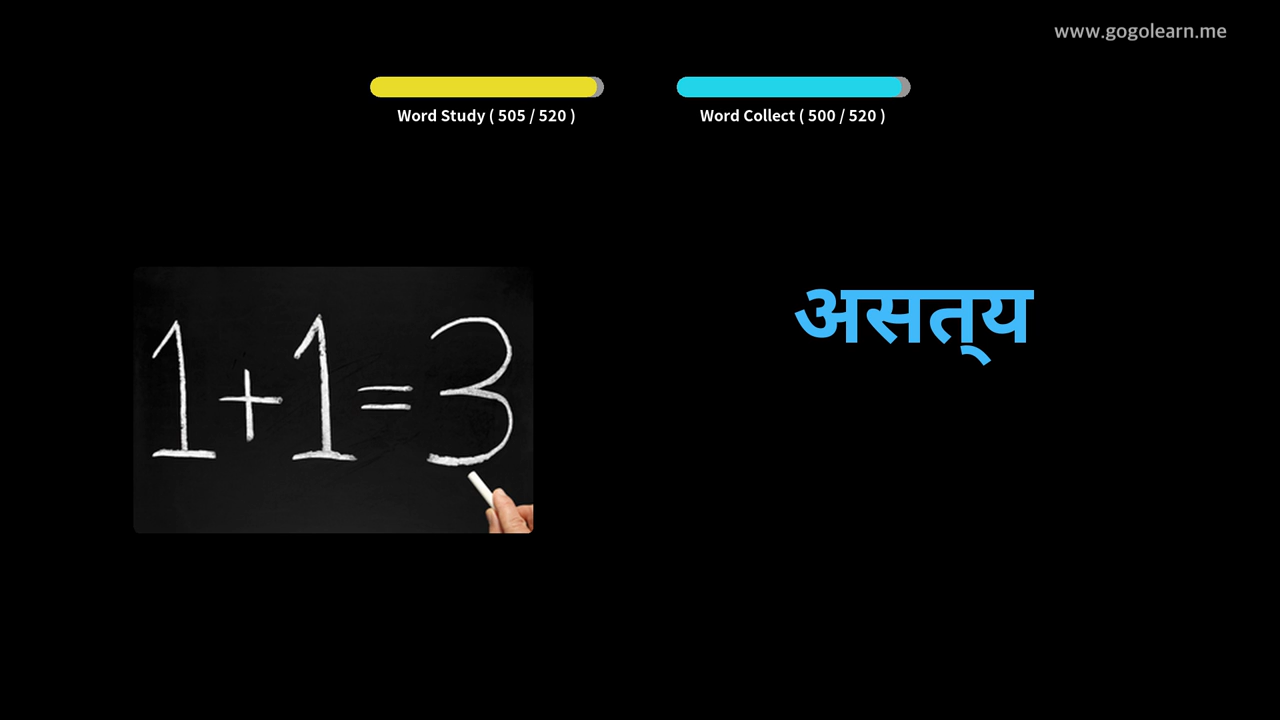 www.gogolearn.me
Word Study ( 505 / 520 )
Word Collect ( 500 / 520 )
असत्‌य
1+1=3